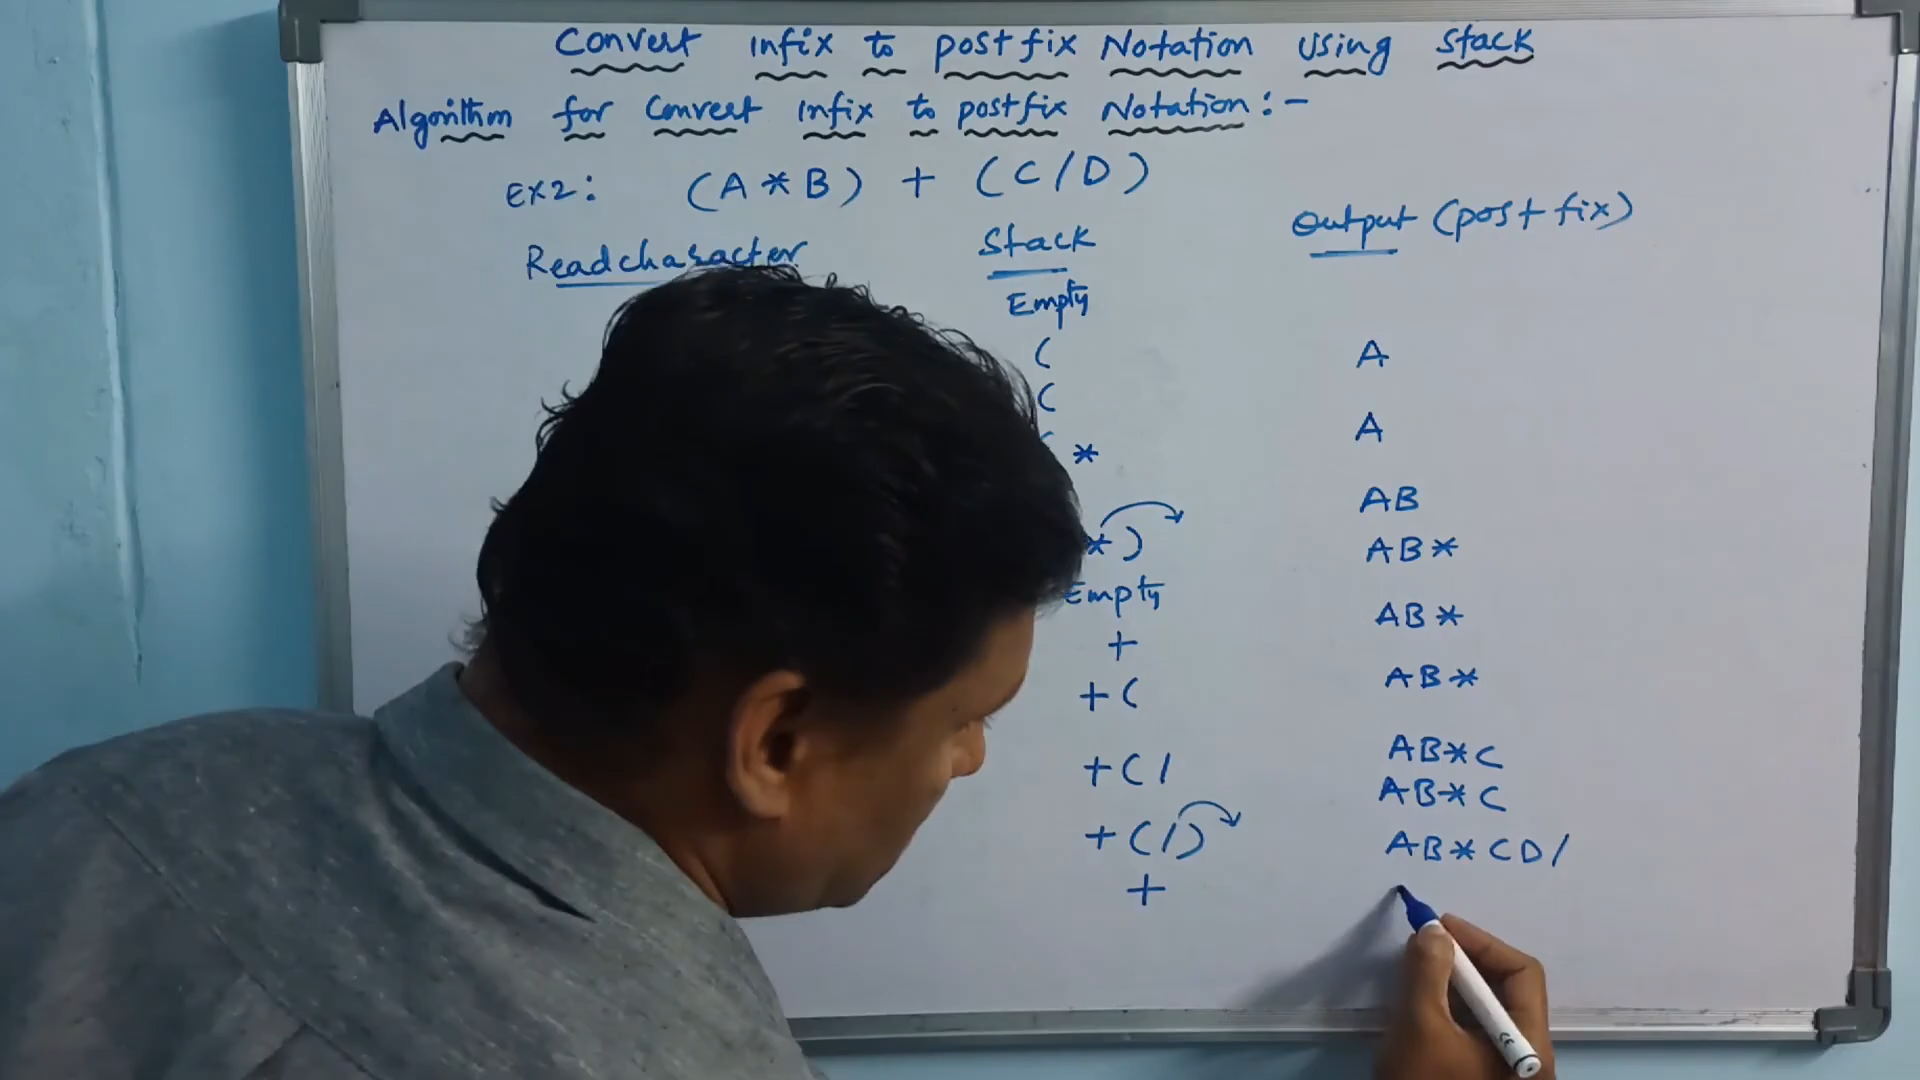 Convert infix to postfix Notation using stack
Algorithm for Convert infix to postfix Notation:-
EX2: (A * B) + (C/D)
Read character Stack Output (postfix)
Empty
( A
(
( * A
AB
*) AB*
Empty AB*
+
+( AB*
AB*C
+(/ AB*C
+(/) AB*CD/
+